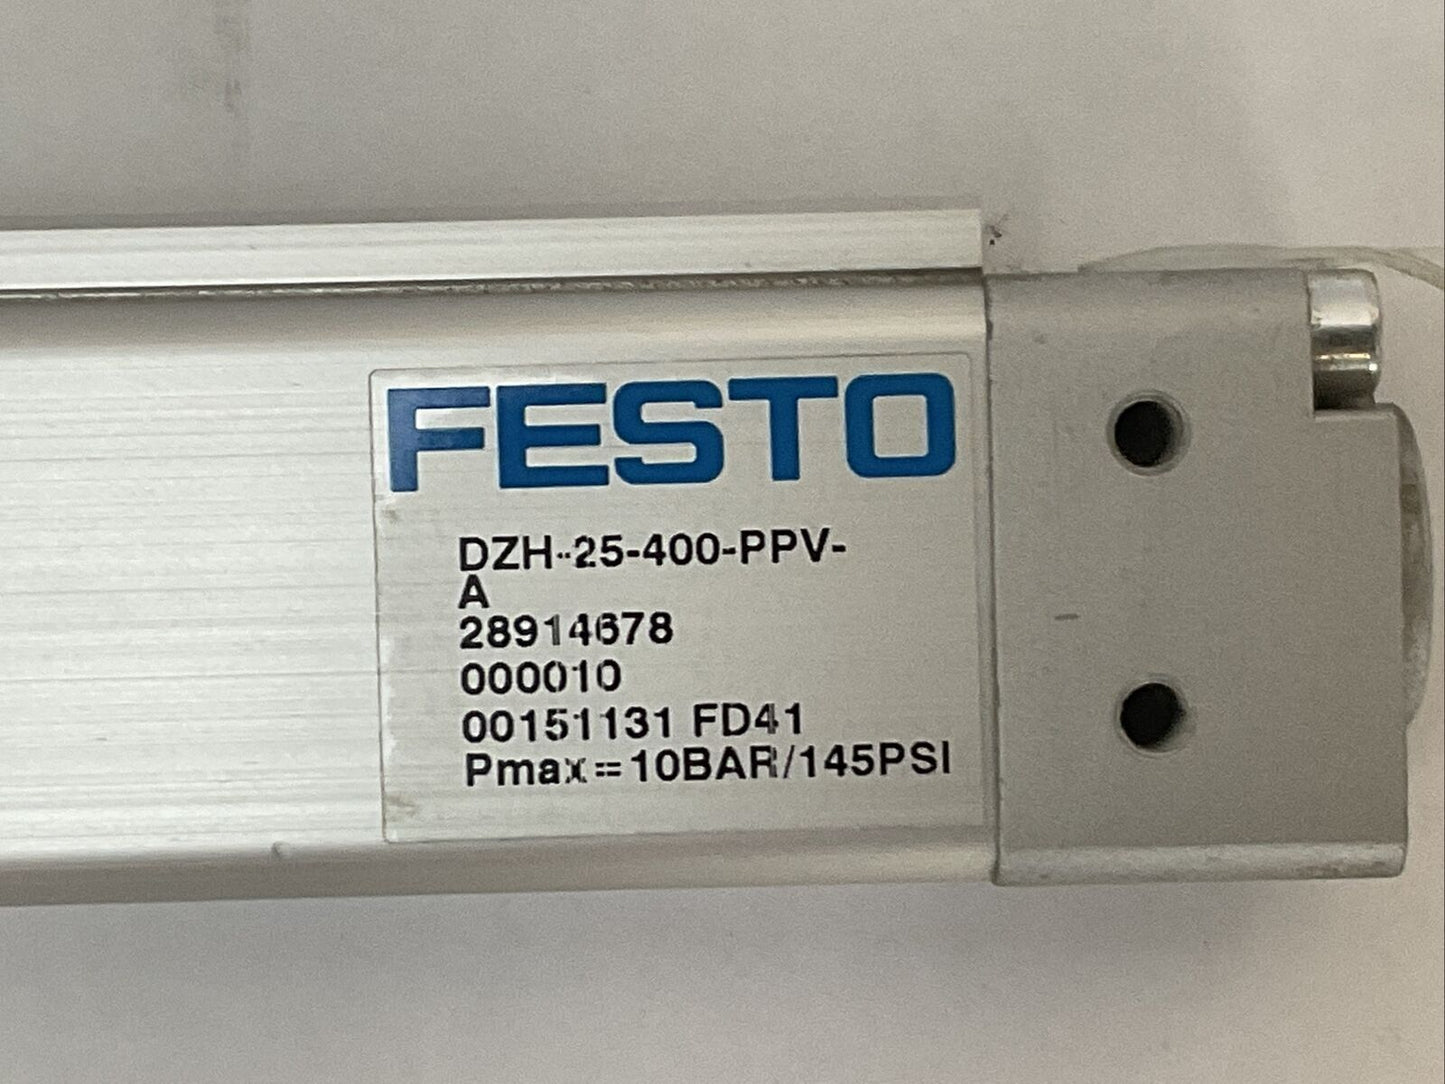 FESTO
DZH-25-400-PPV-
A
28914678
000010
00151131 FD41
Pmax=10BAR/145PSI